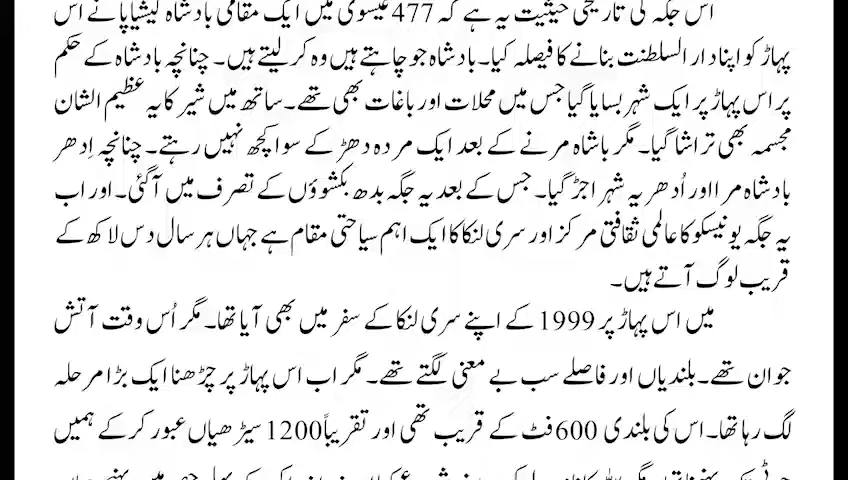 اس جگہ کی تاریخی حیثیت یہ ہے کہ 477 عیسوی میں ایک مقامی بادشاہ کیشیاپا نے اس
پہاڑ کو اپنا دار السلطنت بنانے کا فیصلہ کیا۔ بادشاہ جو چاہتے ہیں وہ کر لیتے ہیں۔ چنانچہ بادشاہ کے حکم
پر اس پہاڑ پر ایک شہر بسایا گیا جس میں محلات اور باغات بھی تھے۔ ساتھ میں شیر کا یہ عظیم الشان
مجسمہ بھی تراشا گیا۔ مگر باشاہ مرنے کے بعد ایک مردہ دھڑ کے سوا کچھ نہیں رہتے۔ چنانچہ اِدھر
بادشاہ مرا اور اُدھر یہ شہر اجڑ گیا۔ جس کے بعد یہ جگہ بدھ بکشوؤں کے تصرف میں آگئی۔ اور اب
یہ جگہ یونیسکو کا عالمی ثقافتی مرکز اور سری لنکا کا ایک اہم سیاحتی مقام ہے جہاں ہر سال دس لاکھ کے
قریب لوگ آتے ہیں۔
میں اس پہاڑ پر 1999 کے اپنے سری لنکا کے سفر میں بھی آیا تھا۔ مگر اُس وقت آتش
جوان تھے۔ بلندیاں اور فاصلے سب بے معنی لگتے تھے۔ مگر اب اس پہاڑ پر چڑھنا ایک بڑا مرحلہ
لگ رہا تھا۔ اس کی بلندی 600 فٹ کے قریب تھی اور تقریباً 1200 سیڑھیاں عبور کر کے ہمیں